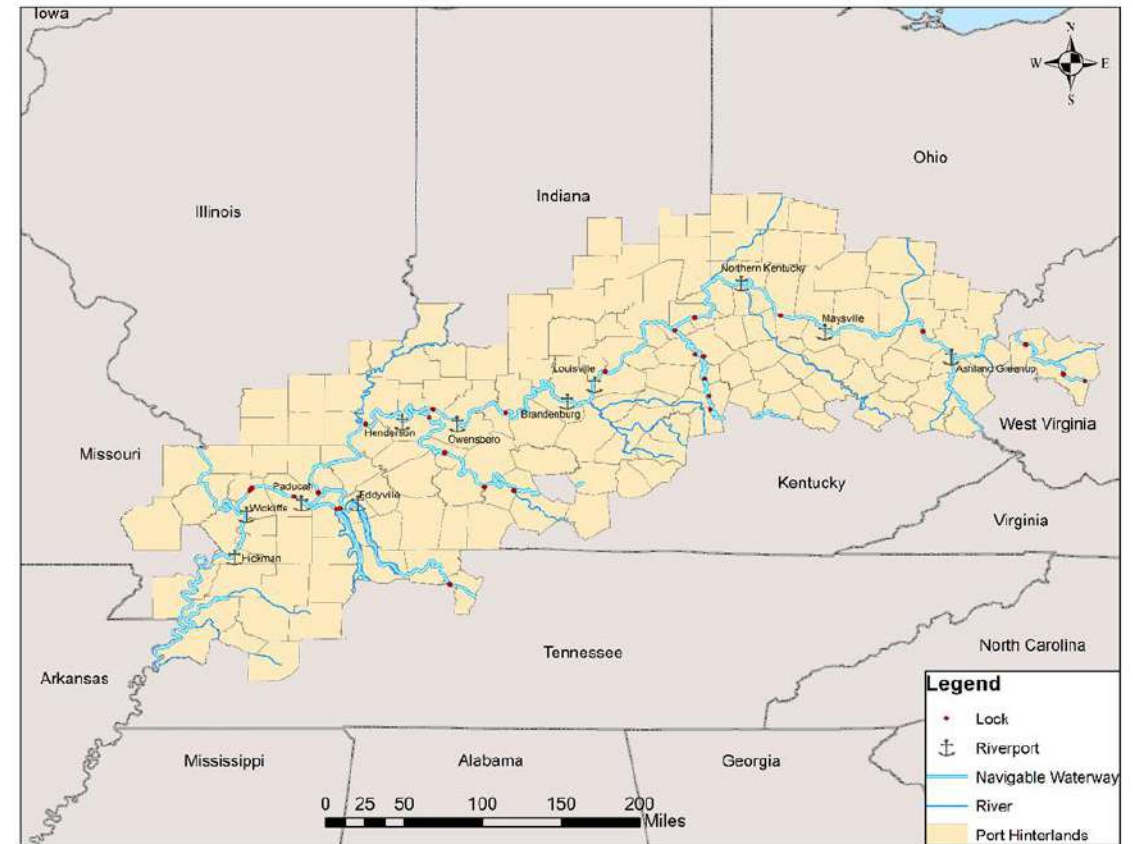 Iowa
N
W E
S
Ohio
Indiana
Illinois
Northern Kentucky
Maysville
Louisville
Ashland Greenup
Brandenburg
Henderson
Owensboro
West Virginia
Missouri
Kentucky
Paducah
Eddyville
Wickliffe
Virginia
Hickman
North Carolina
Tennessee
Arkansas
Mississippi
Alabama
Georgia
0 25 50 100 150 200
Miles
Legend
Lock
Riverport
Navigable Waterway
River
Port Hinterlands